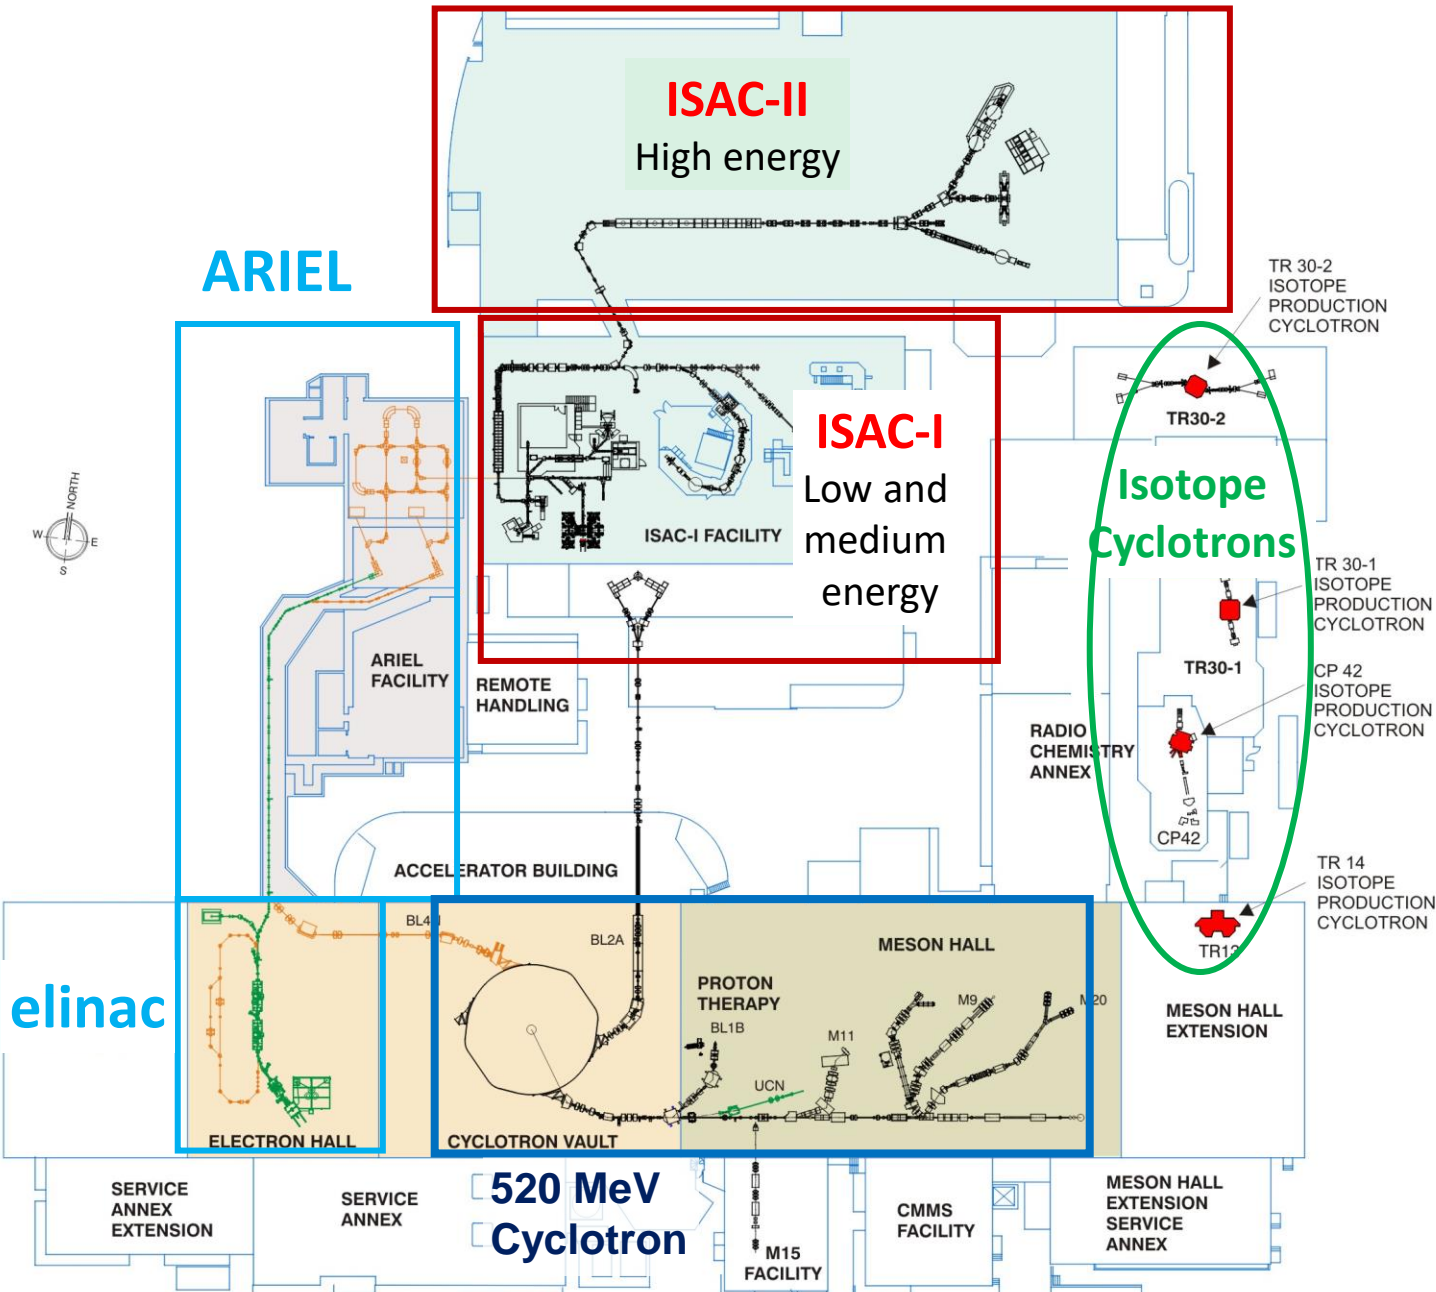 ISAC-II
High energy
ARIEL
TR 30-2
ISOTOPE
PRODUCTION
CYCLOTRON
TR30-2
ISAC-I
Low and
medium
energy
ISAC-I FACILITY
Isotope
Cyclotrons
NORTH
W
E
S
TR 30-1
ISOTOPE
PRODUCTION
CYCLOTRON
TR30-1
ARIEL
FACILITY
REMOTE
HANDLING
CP 42
ISOTOPE
PRODUCTION
CYCLOTRON
RADIO
CHEMISTRY
ANNEX
CP42
ACCELERATOR BUILDING
TR 14
ISOTOPE
PRODUCTION
CYCLOTRON
TR13
BL4N
BL2A
MESON HALL
elinac
PROTON
THERAPY
BL1B
M9
M20
M11
UCN
MESON HALL
EXTENSION
ELECTRON HALL
CYCLOTRON VAULT
520 MeV
Cyclotron
SERVICE
ANNEX
EXTENSION
SERVICE
ANNEX
M15
FACILITY
CMMS
FACILITY
MESON HALL
EXTENSION
SERVICE
ANNEX